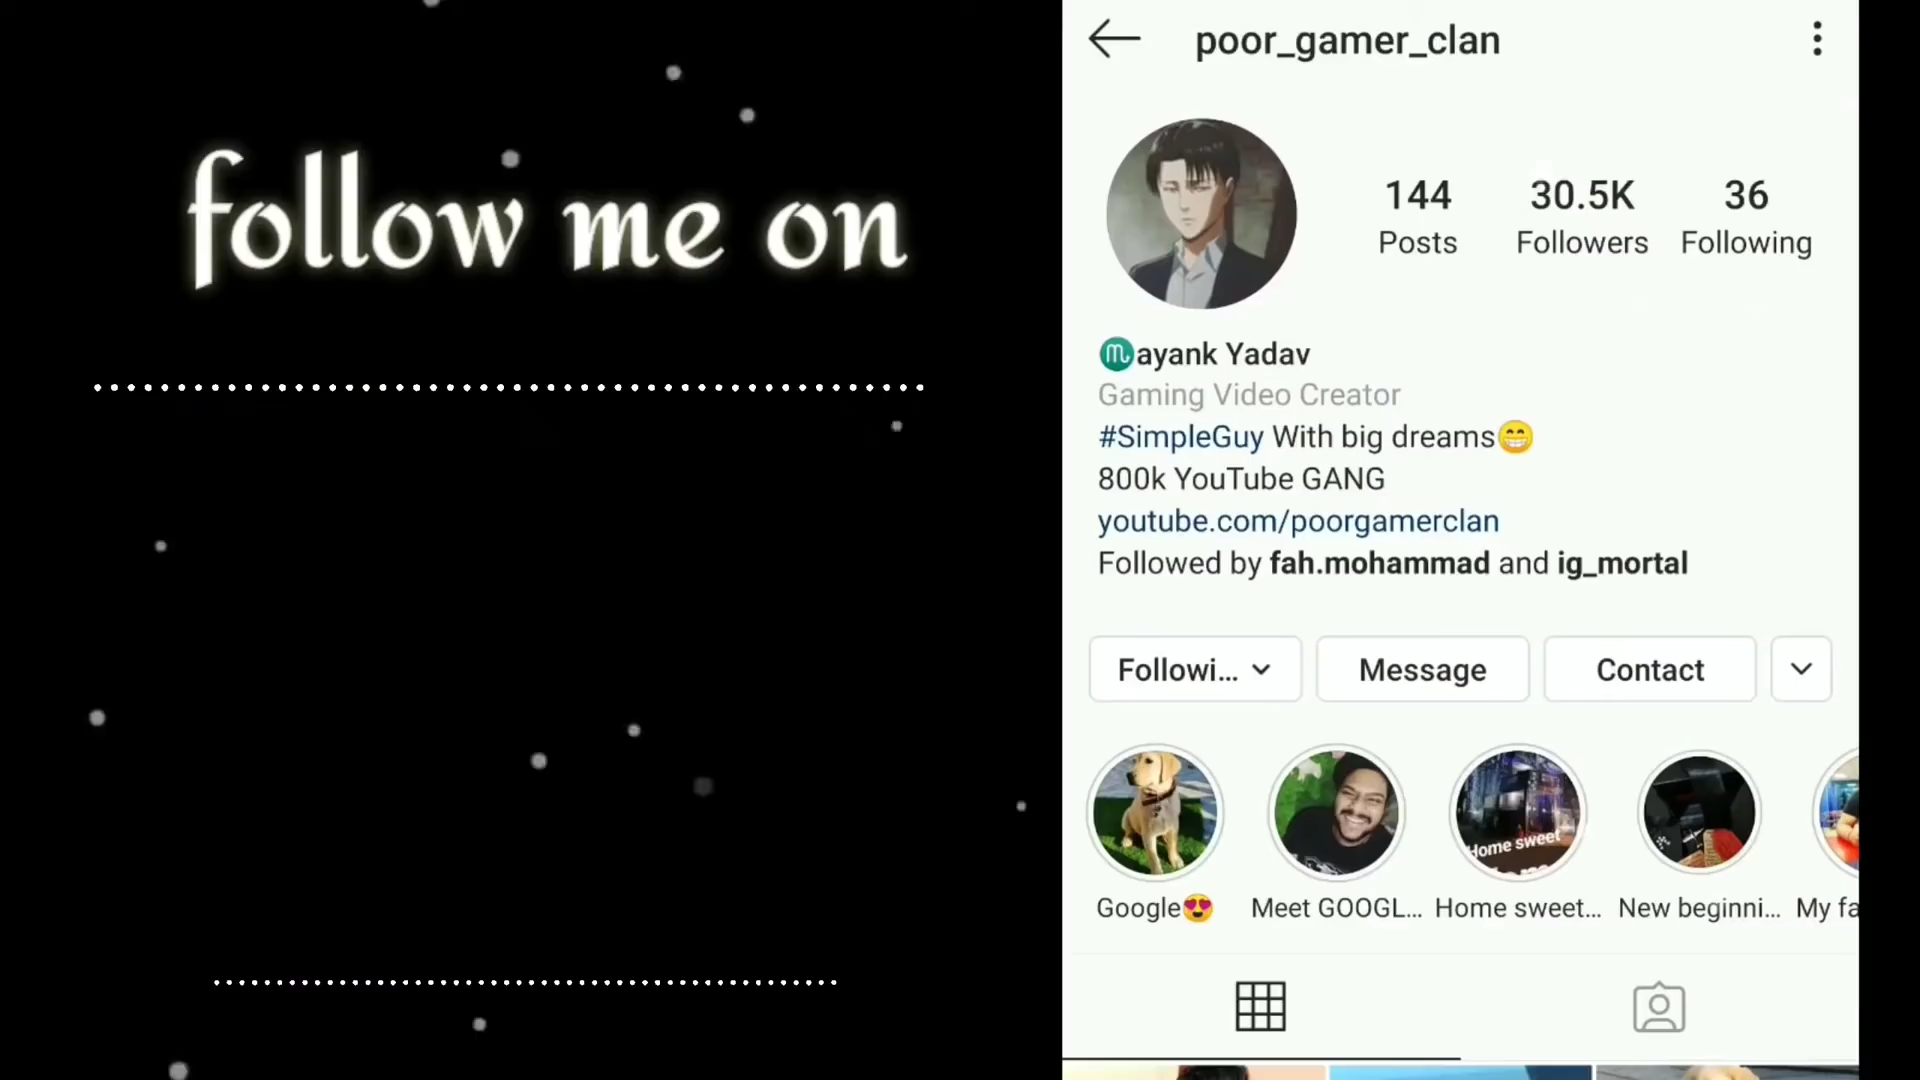 follow me on
poor_gamer_clan
144
Posts
30.5K
Followers
36
Following
♏ayank Yadav
Gaming Video Creator
#SimpleGuy With big dreams😁
800k YouTube GANG
youtube.com/poorgamerclan
Followed by fah.mohammad and ig_mortal
Followi...
Message
Contact
Home sweet
Google😍
Meet GOOGL...
Home sweet...
New beginni...
My fa